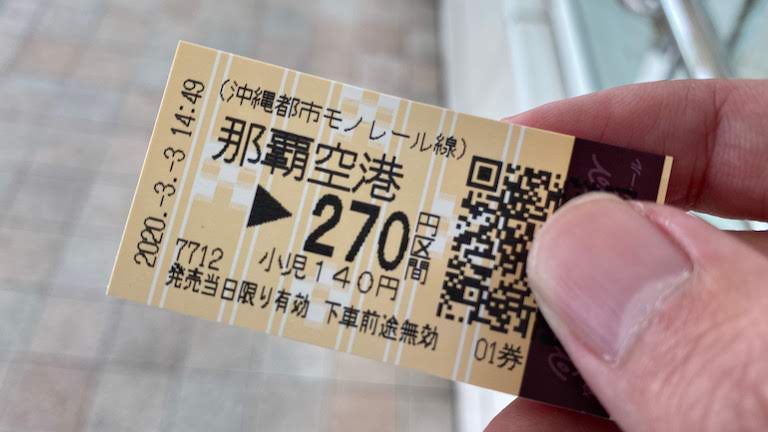 2020.-3.-3 14:49
(沖縄都市モノレール線)
那覇空港
▶270円区間
7712 小児140円
発売当日限り有効 下車前途無効
01券